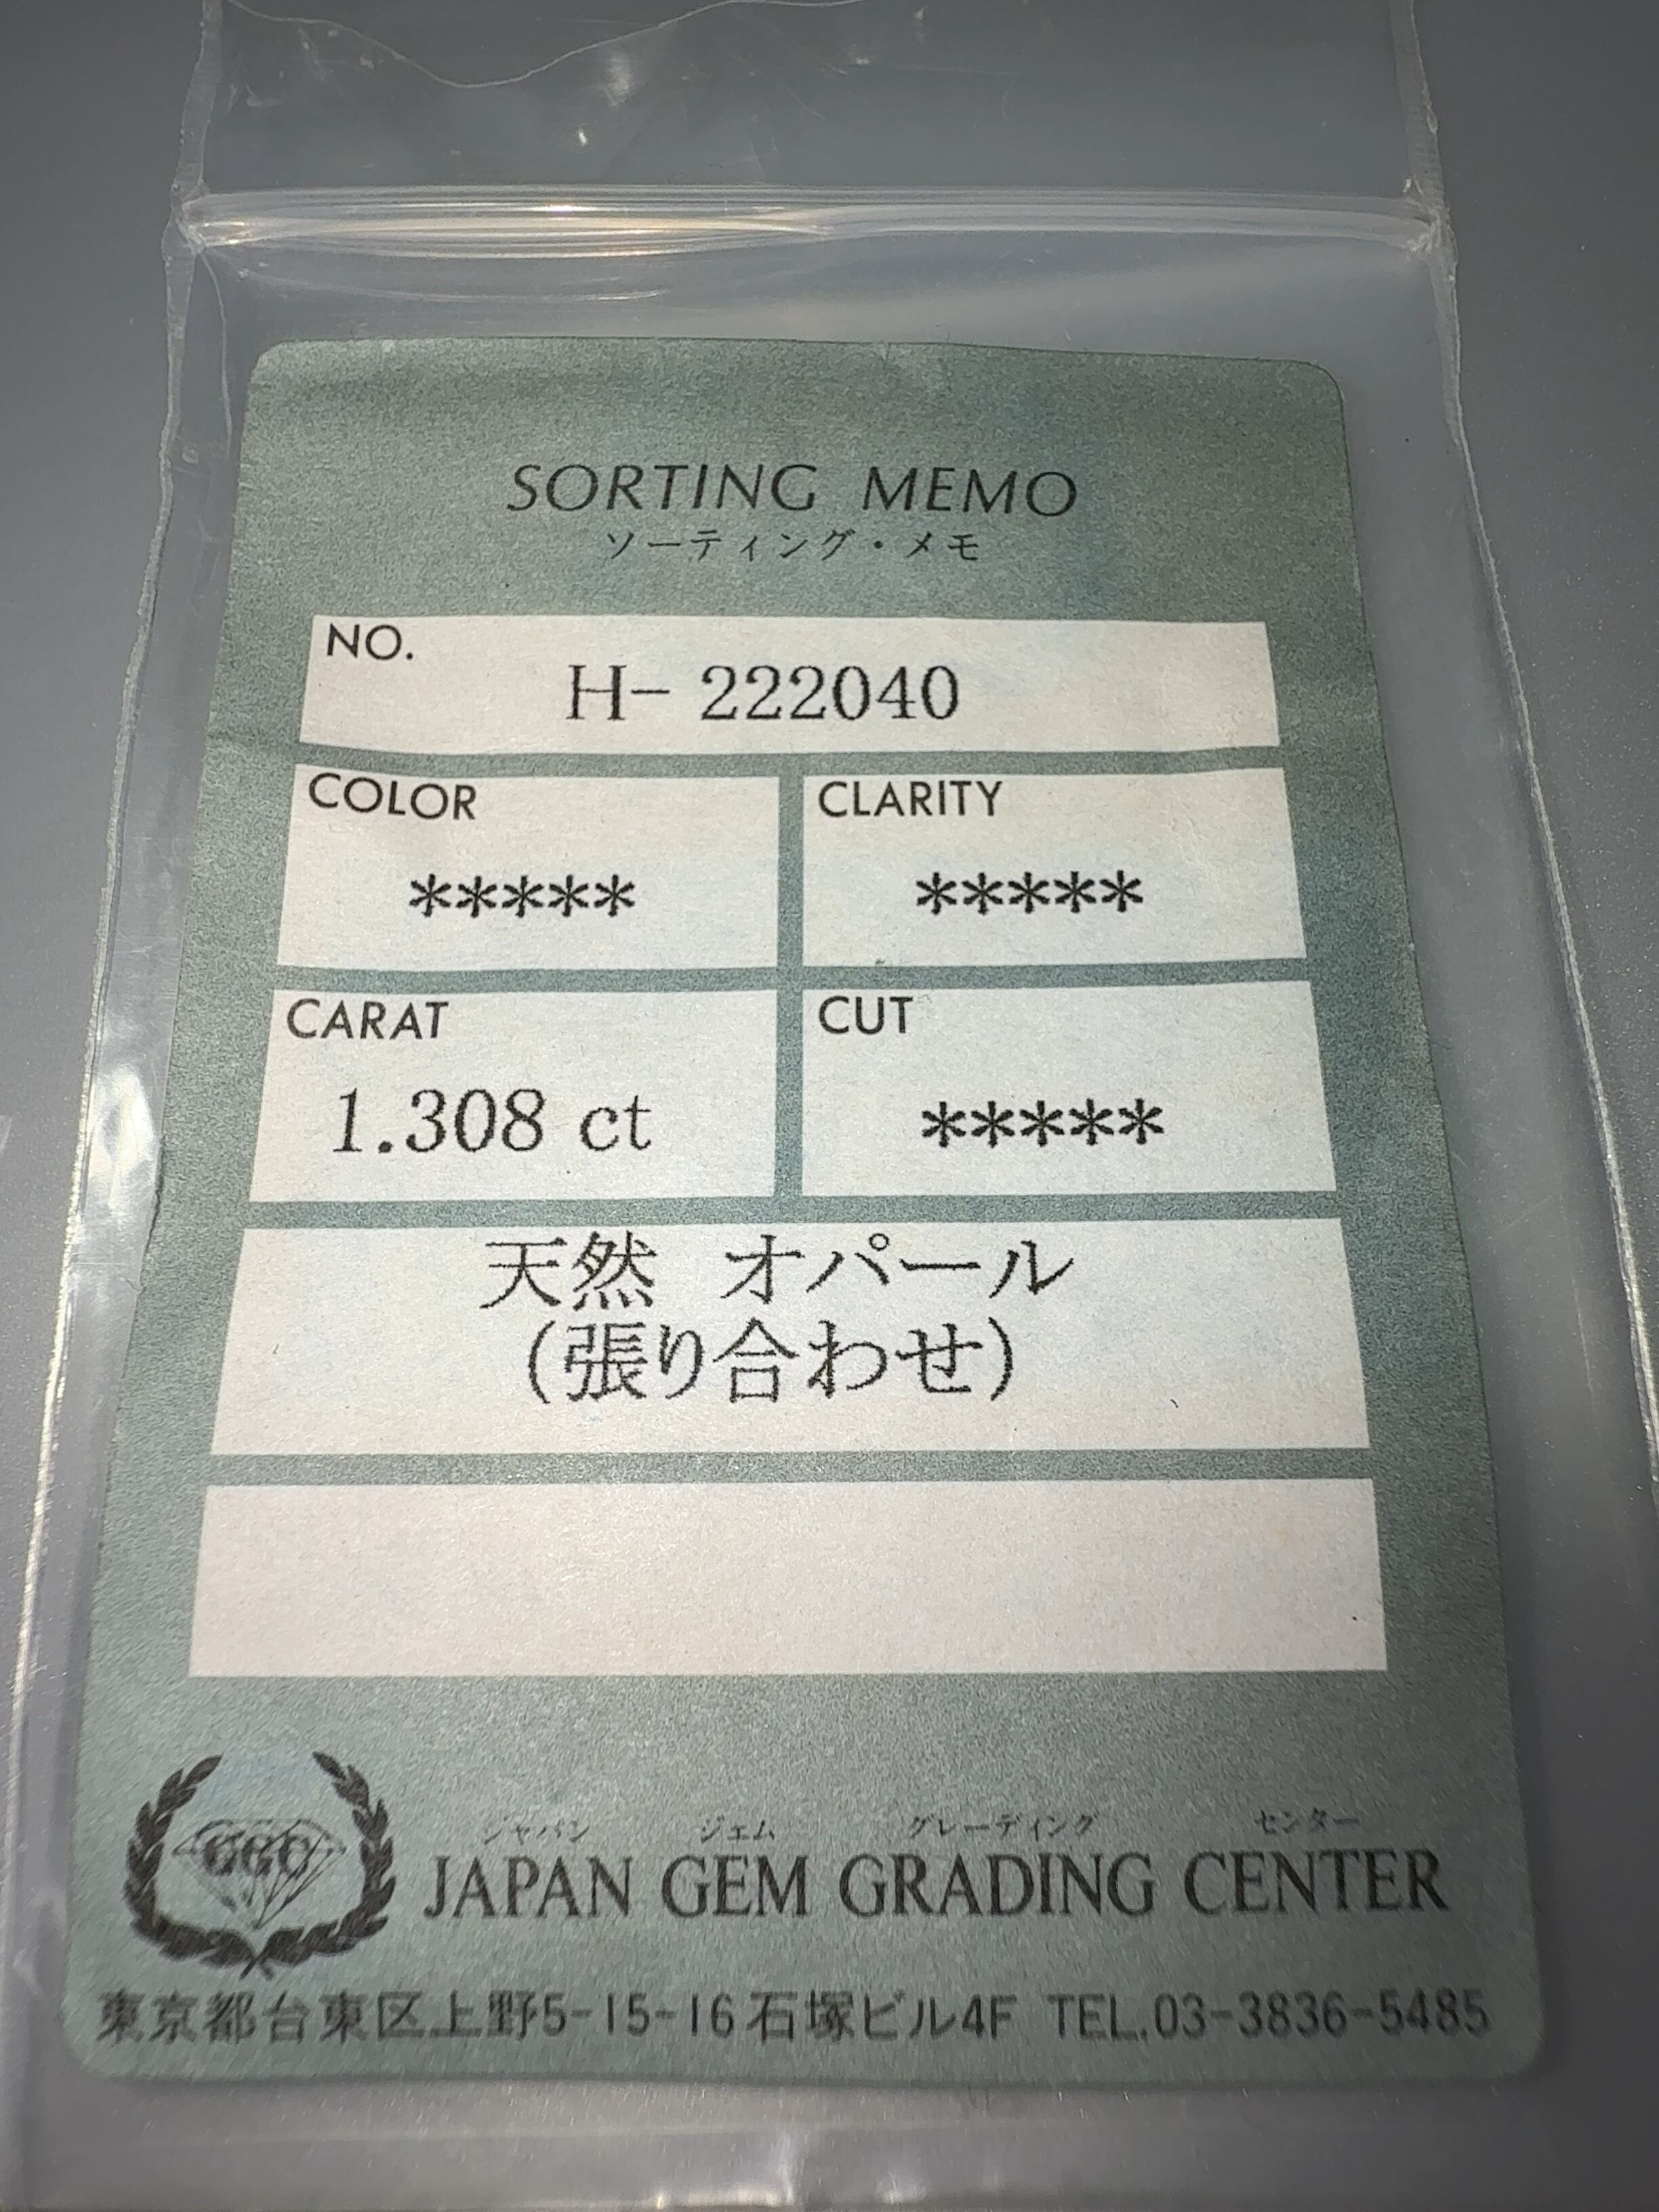 SORTING MEMO
ソーティング・メモ
NO.
H- 222040
COLOR
*****
CLARITY
*****
CARAT
1.308 ct
CUT
*****
天然 オパール
(張り合わせ)
ジャパン ジェム グレーディング センター
JAPAN GEM GRADING CENTER
東京都台東区上野5-15-16石塚ビル4F TEL.03-3836-5485